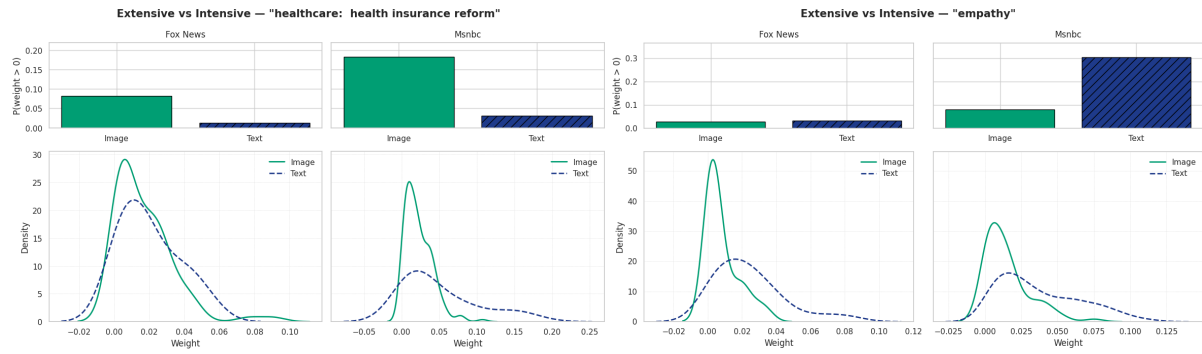 Extensive vs Intensive — "healthcare:  health insurance reform"
Fox News
Msnbc
P(weight > 0)
0.20
0.15
0.10
0.05
0.00
Image
Text
Image
Text
Density
30
25
20
15
10
5
0
Image
Text
Image
Text
0.00
0.02
0.04
0.06
0.08
0.10
−0.02
Weight
−0.05
0.00
0.05
0.10
0.15
0.20
0.25
Weight
Extensive vs Intensive — "empathy"
Fox News
Msnbc
P(weight > 0)
0.3
0.2
0.1
0.0
Image
Text
Image
Text
Density
50
40
30
20
10
0
Image
Text
Image
Text
−0.02
0.00
0.02
0.04
0.06
0.08
0.10
0.12
Weight
−0.025
0.000
0.025
0.050
0.075
0.100
0.125
Weight